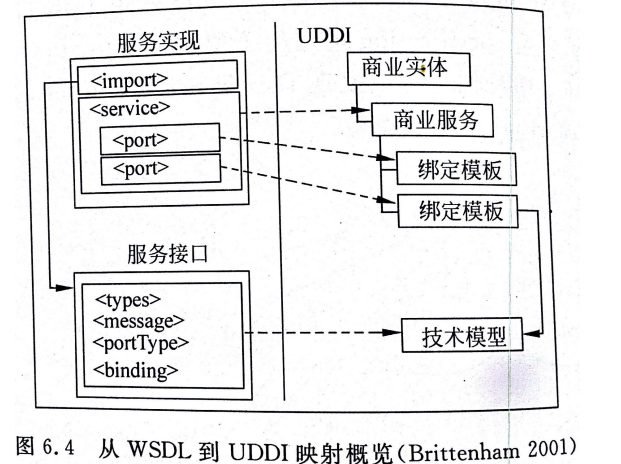 服务实现
<import>
<service>
<port>
<port>
服务接口
<types>
<message>
<portType>
<binding>
UDDI
商业实体
商业服务
绑定模板
绑定模板
技术模型
图 6.4 从 WSDL 到 UDDI 映射概览(Brittenham 2001)